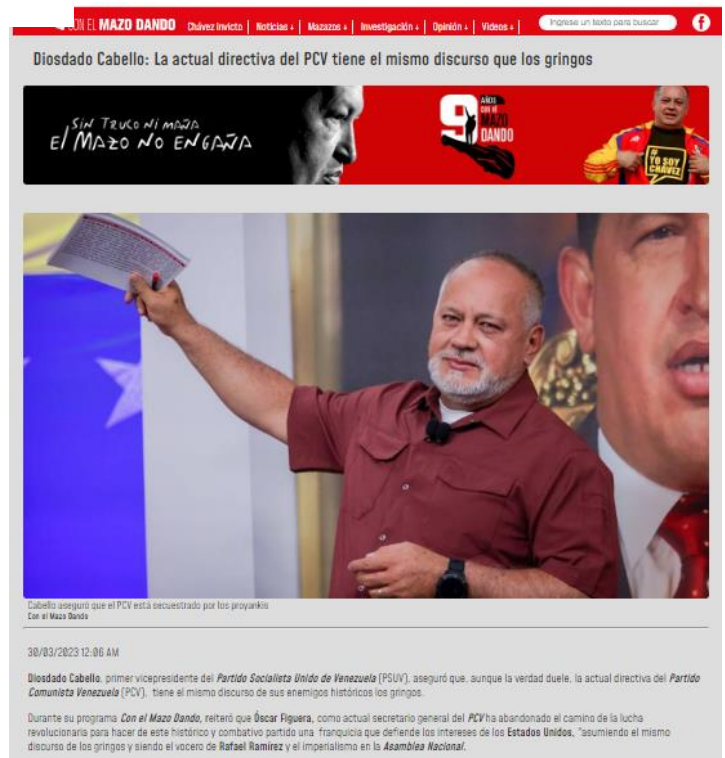 CON EL MAZO DANDO Chávez Invicto | Noticias ↓ | Mazazos ↓ | Investigación ↓ | Opinión ↓ | Videos ↓ | Ingrese un texto para buscar f
Diosdado Cabello: La actual directiva del PCV tiene el mismo discurso que los gringos
SIN TRUCO NI MAÑA
El MAZO NO ENGAÑA
9 AÑOS
CON EL
MAZO
DANDO
#
YO SOY
CHÁVEZ
Cabello aseguró que el PCV está secuestrado por los proyankis
Con el Mazo Dando
30/03/2023 12:06 AM
Diosdado Cabello, primer vicepresidente del Partido Socialista Unido de Venezuela (PSUV), aseguró que, aunque la verdad duele, la actual directiva del Partido
Comunista Venezuela (PCV), tiene el mismo discurso de sus enemigos históricos los gringos.
Durante su programa Con el Mazo Dando, reiteró que Óscar Figuera, como actual secretario general del PCV ha abandonado el camino de la lucha
revolucionaria para hacer de este histórico y combativo partido una franquicia que defiende los intereses de los Estados Unidos, "asumiendo el mismo
discurso de los gringos y siendo el vocero de Rafael Ramírez y el imperialismo en la Asamblea Nacional.